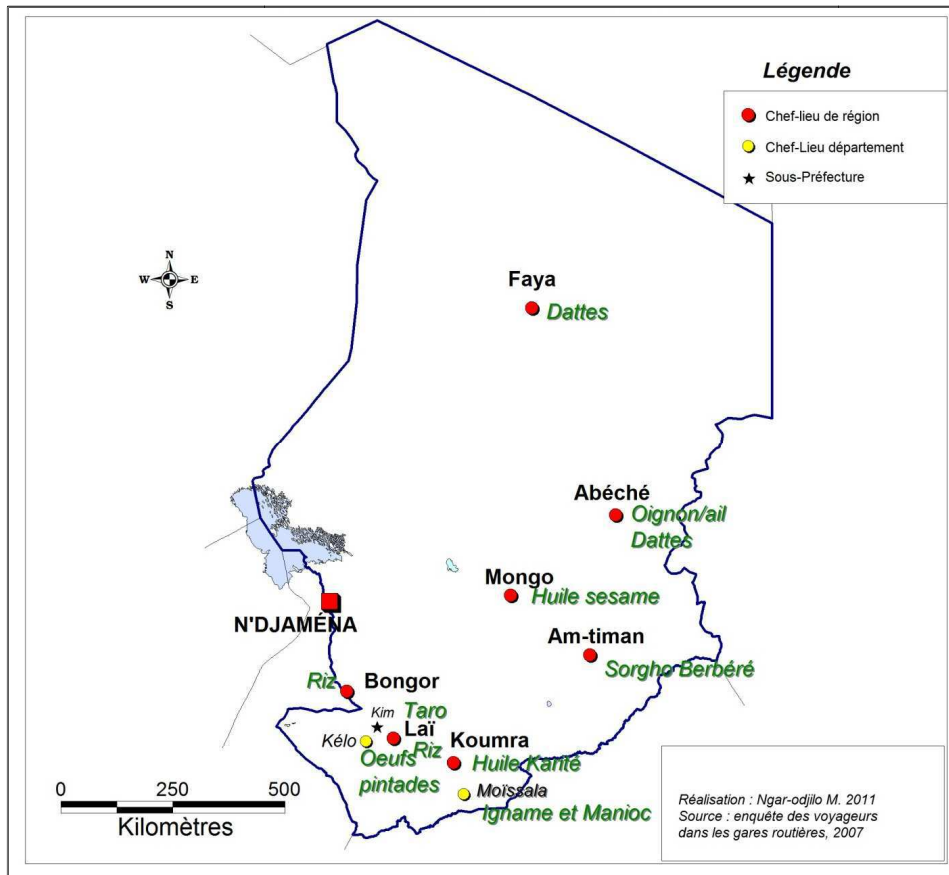 Légende
Chef-lieu de région
Chef-Lieu département
Sous-Préfecture
N
W E
S
Faya
Dattes
Abéché
Oignon/ail
Dattes
Mongo
Huile sesame
N'DJAMÉNA
Am-timan
Sorgho Berbéré
Riz
Bongor
Kim
Taro
Kélo
Laï
Riz
Oeufs
pintades
Koumra
Huile Karité
Moïssala
Igname et Manioc
0 250 500
Kilomètres
Réalisation : Ngar-odjilo M. 2011
Source : enquête des voyageurs
dans les gares routières, 2007